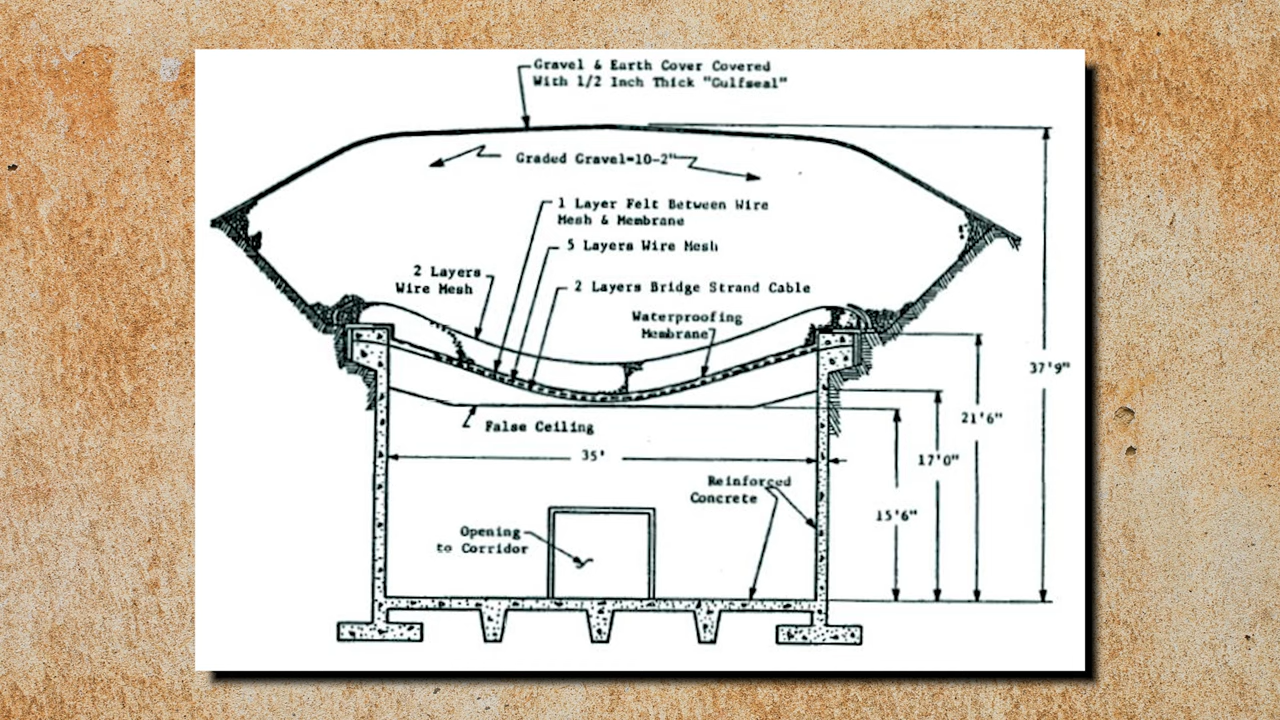 Gravel & Earth Cover Covered
With 1/2 Inch Thick "Gulfseal"
Graded Gravel=10-2"
1 Layer Felt Between Wire
Mesh & Membrane
5 Layers Wire Mesh
2 Layers
Wire Mesh
2 Layers Bridge Strand Cable
Waterproofing
Membrane
37'9"
21'6"
False Ceiling
35'
17'0"
Reinforced
Concrete
15'6"
Opening
to Corridor